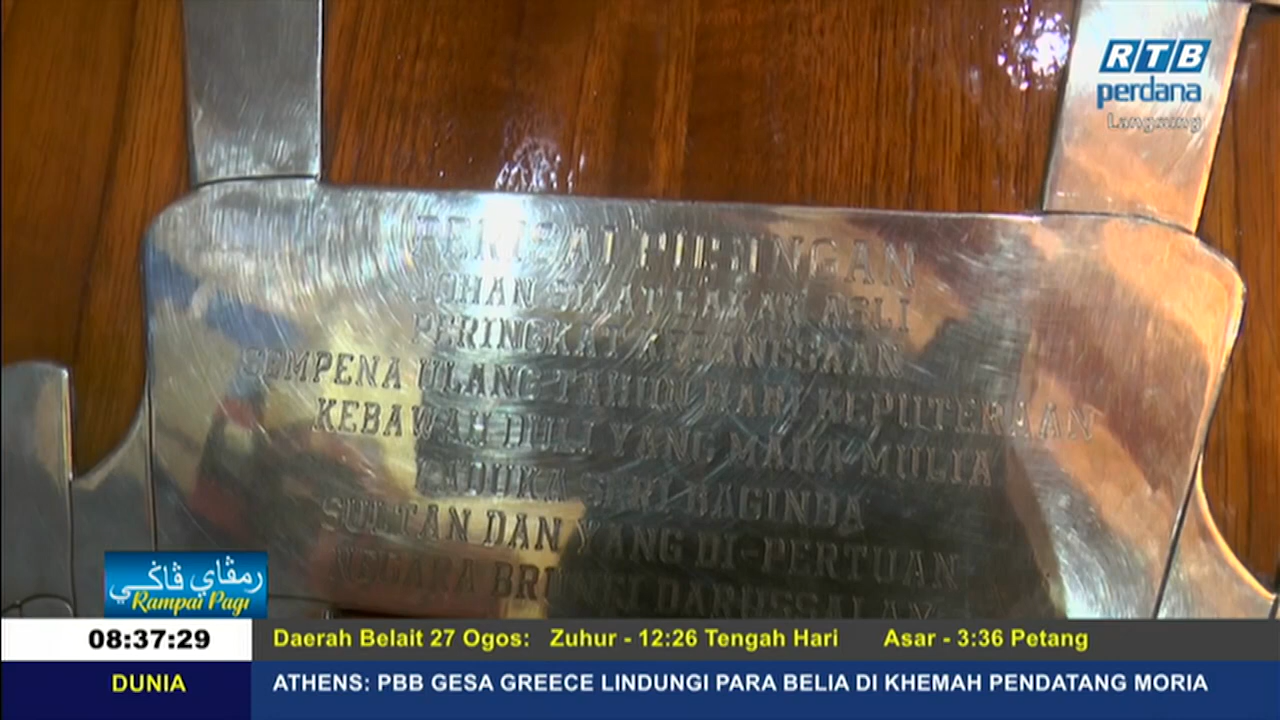 RTB
perdana
Langsung
PERISAI PUSINGAN
JOHAN SILAT CAKAK ASLI
PERINGKAT KEBANGSAAN
SEMPENA ULANG TAHUN HARI KEPUTERAAN
KEBAWAH DULI YANG MAHA MULIA
PADUKA SERI BAGINDA
SULTAN DAN YANG DI-PERTUAN
NEGARA BRUNEI DARUSSALAM
رمڤاي ڤاݢي
Rampai Pagi
08:37:29 Daerah Belait 27 Ogos: Zuhur - 12:26 Tengah Hari Asar - 3:36 Petang
DUNIA ATHENS: PBB GESA GREECE LINDUNGI PARA BELIA DI KHEMAH PENDATANG MORIA